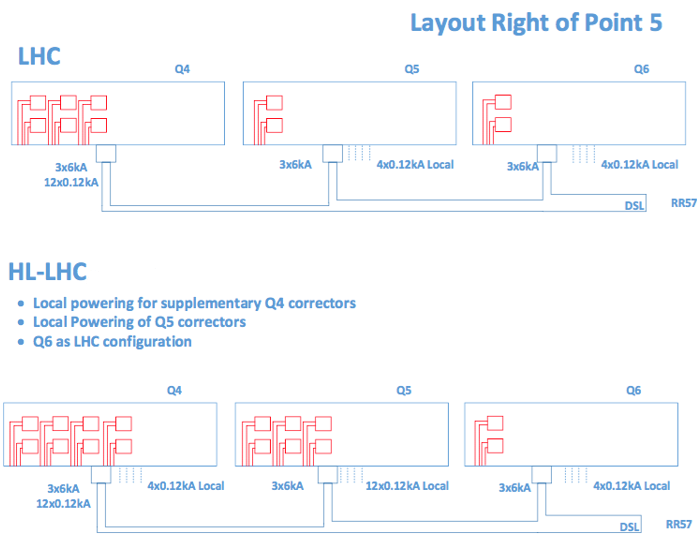 Layout Right of Point 5
LHC
Q4 Q5 Q6
3x6kA 3x6kA 4x0.12kA Local 3x6kA 4x0.12kA Local
12x0.12kA
DSL RR57
HL-LHC
• Local powering for supplementary Q4 correctors
• Local Powering of Q5 correctors
• Q6 as LHC configuration
Q4 Q5 Q6
3x6kA 4x0.12kA Local 3x6kA 12x0.12kA Local 3x6kA 4x0.12kA Local
12x0.12kA
DSL RR57